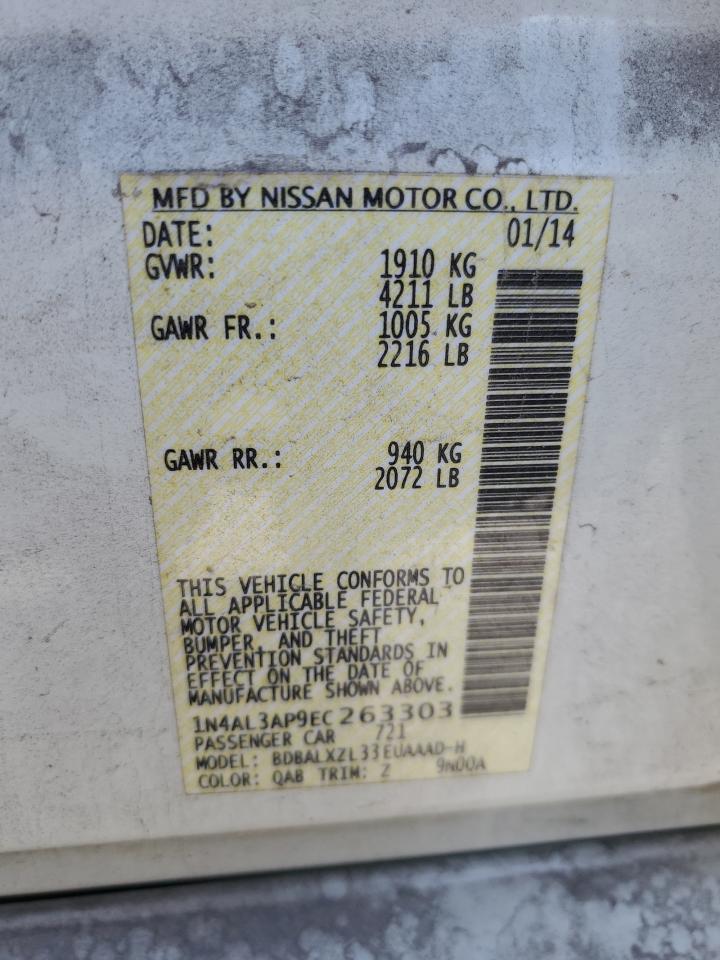 MFD BY NISSAN MOTOR CO., LTD.
DATE: 01/14
GVWR: 1910 KG
4211 LB
GAWR FR.: 1005 KG
2216 LB
GAWR RR.: 940 KG
2072 LB
THIS VEHICLE CONFORMS TO
ALL APPLICABLE FEDERAL
MOTOR VEHICLE SAFETY,
BUMPER, AND THEFT
PREVENTION STANDARDS IN
EFFECT ON THE DATE OF
MANUFACTURE SHOWN ABOVE.
1N4AL3AP9EC263303
PASSENGER CAR 721
MODEL: BDBALXZL33EUAAAD-H
COLOR: QAB TRIM: Z 9N00A